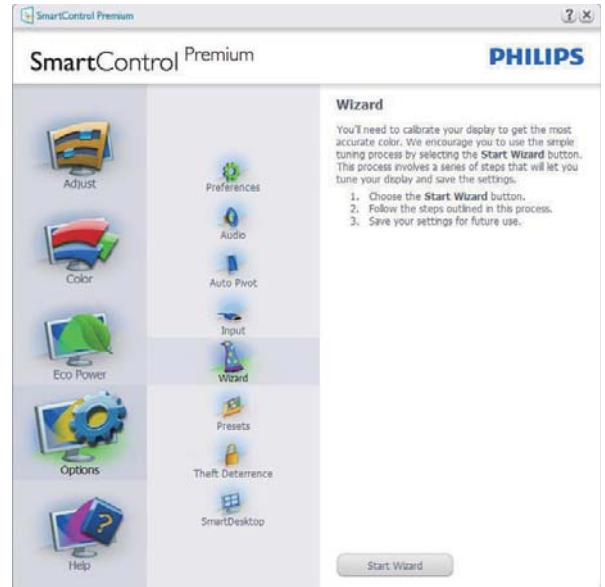 SmartControl Premium
? X
SmartControl Premium
PHILIPS
Adjust
Color
Eco Power
Options
Help
Preferences
Audio
Auto Pivot
Input
Wizard
Presets
Theft Deterrence
SmartDesktop
Wizard
You'll need to calibrate your display to get the most
accurate color. We encourage you to use the simple
tuning process by selecting the Start Wizard button.
This process involves a series of steps that will let you
tune your display and save the settings.
1. Choose the Start Wizard button.
2. Follow the steps outlined in this process.
3. Save your settings for future use.
Start Wizard